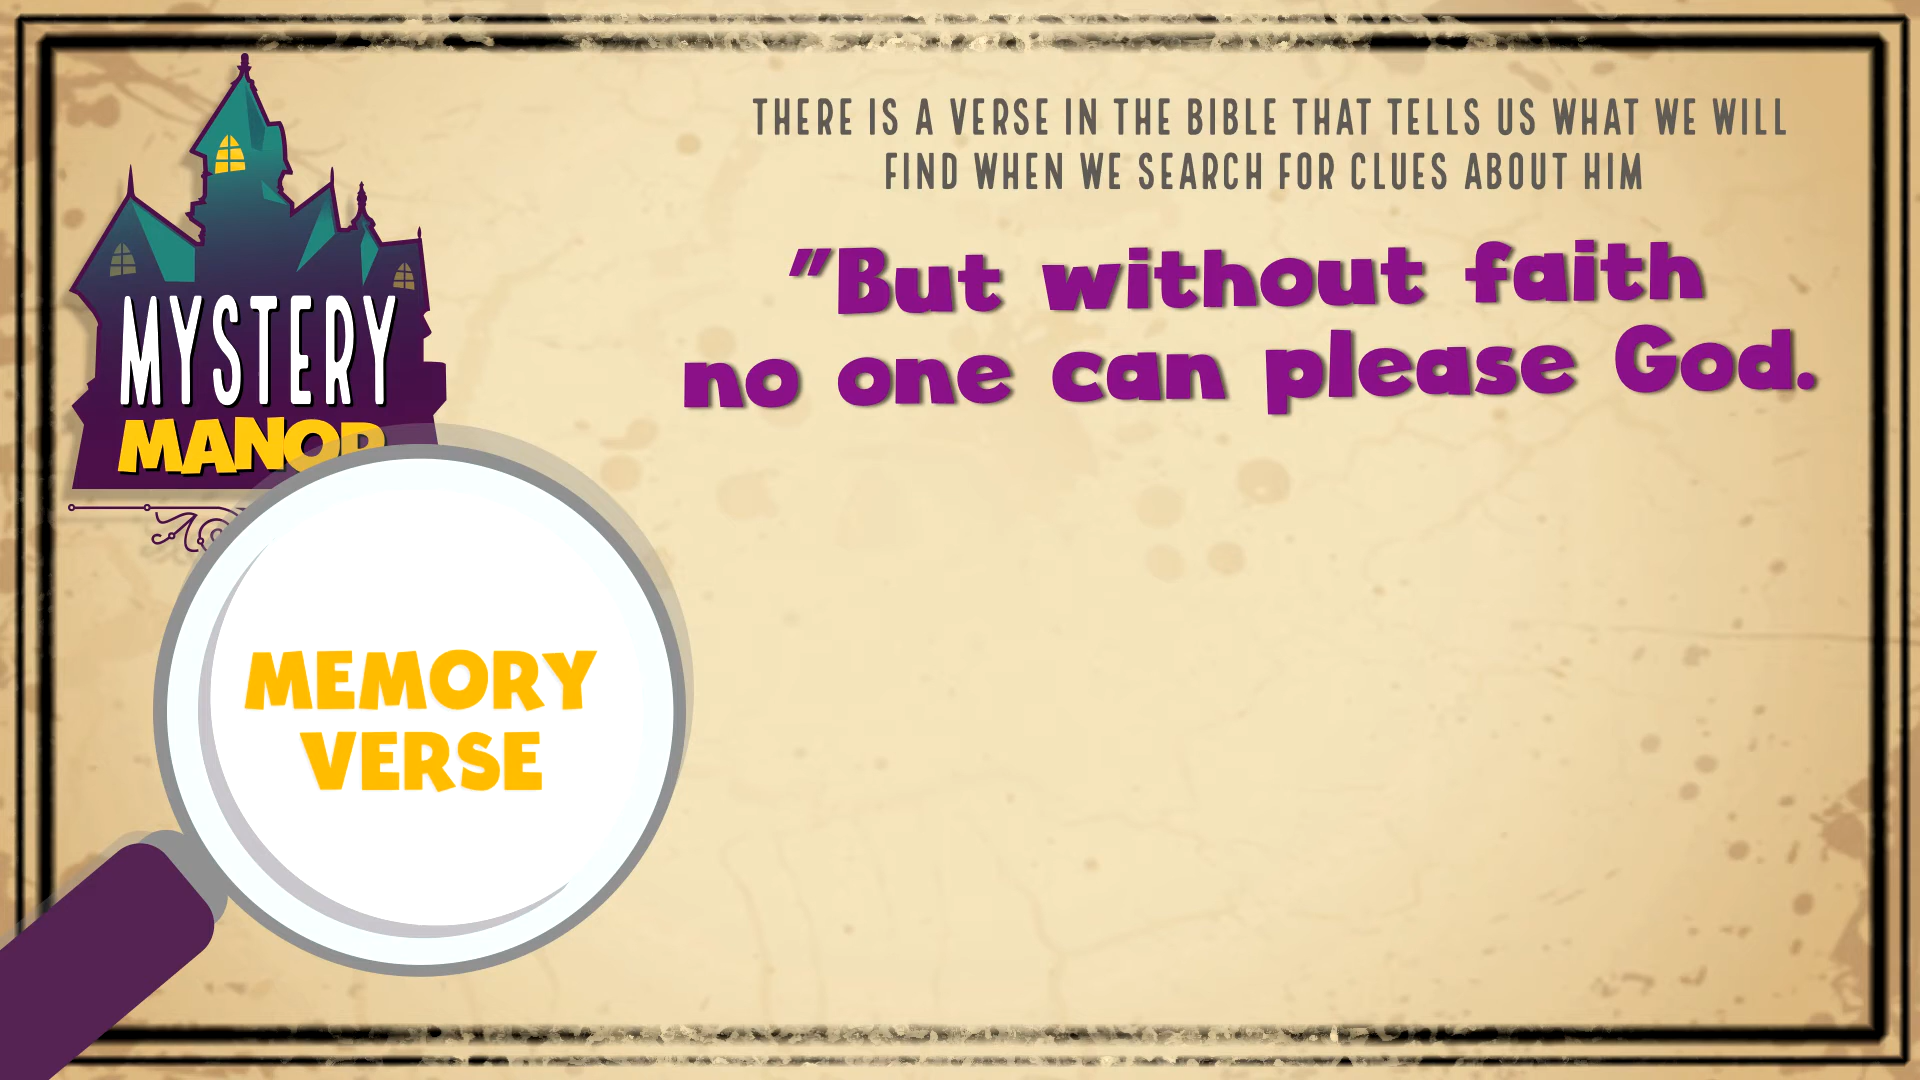 THERE IS A VERSE IN THE BIBLE THAT TELLS US WHAT WE WILL
FIND WHEN WE SEARCH FOR CLUES ABOUT HIM
"But without faith
no one can please God.
MYSTERY
MANOR
MEMORY
VERSE